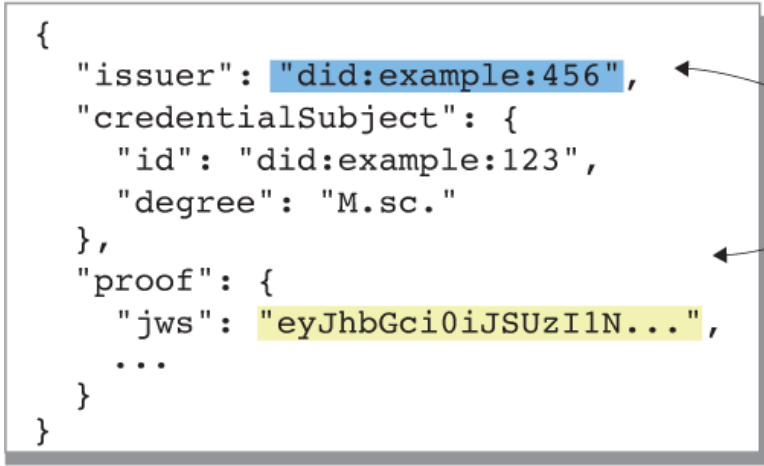 {
"issuer": "did:example:456",
"credentialSubject": {
"id": "did:example:123",
"degree": "M.sc."
},
"proof": {
"jws": "eyJhbGci0iJSUzI1N...",
...
}
}